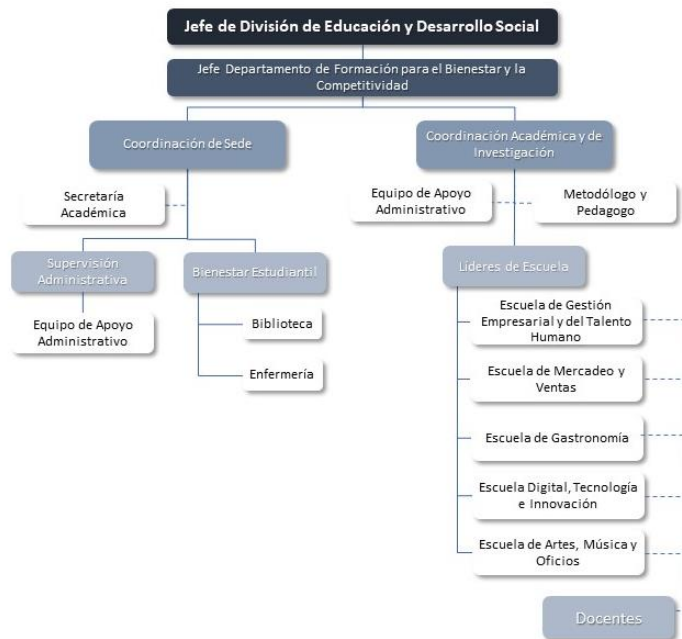 Jefe de División de Educación y Desarrollo Social
Jefe Departamento de Formación para el Bienestar y la
Competitividad
Coordinación de Sede
Coordinación Académica y de
Investigación
Secretaría
Académica
Equipo de Apoyo
Administrativo
Metodólogo y
Pedagogo
Supervisión
Administrativa
Bienestar Estudiantil
Lideres de Escuela
Equipo de Apoyo
Administrativo
Biblioteca
Enfermería
Escuela de Gestión
Empresarial y del Talento
Humano
Escuela de Mercadeo y
Ventas
Escuela de Gastronomía
Escuela Digital, Tecnología
e Innovación
Escuela de Artes, Música y
Oficios
Docentes